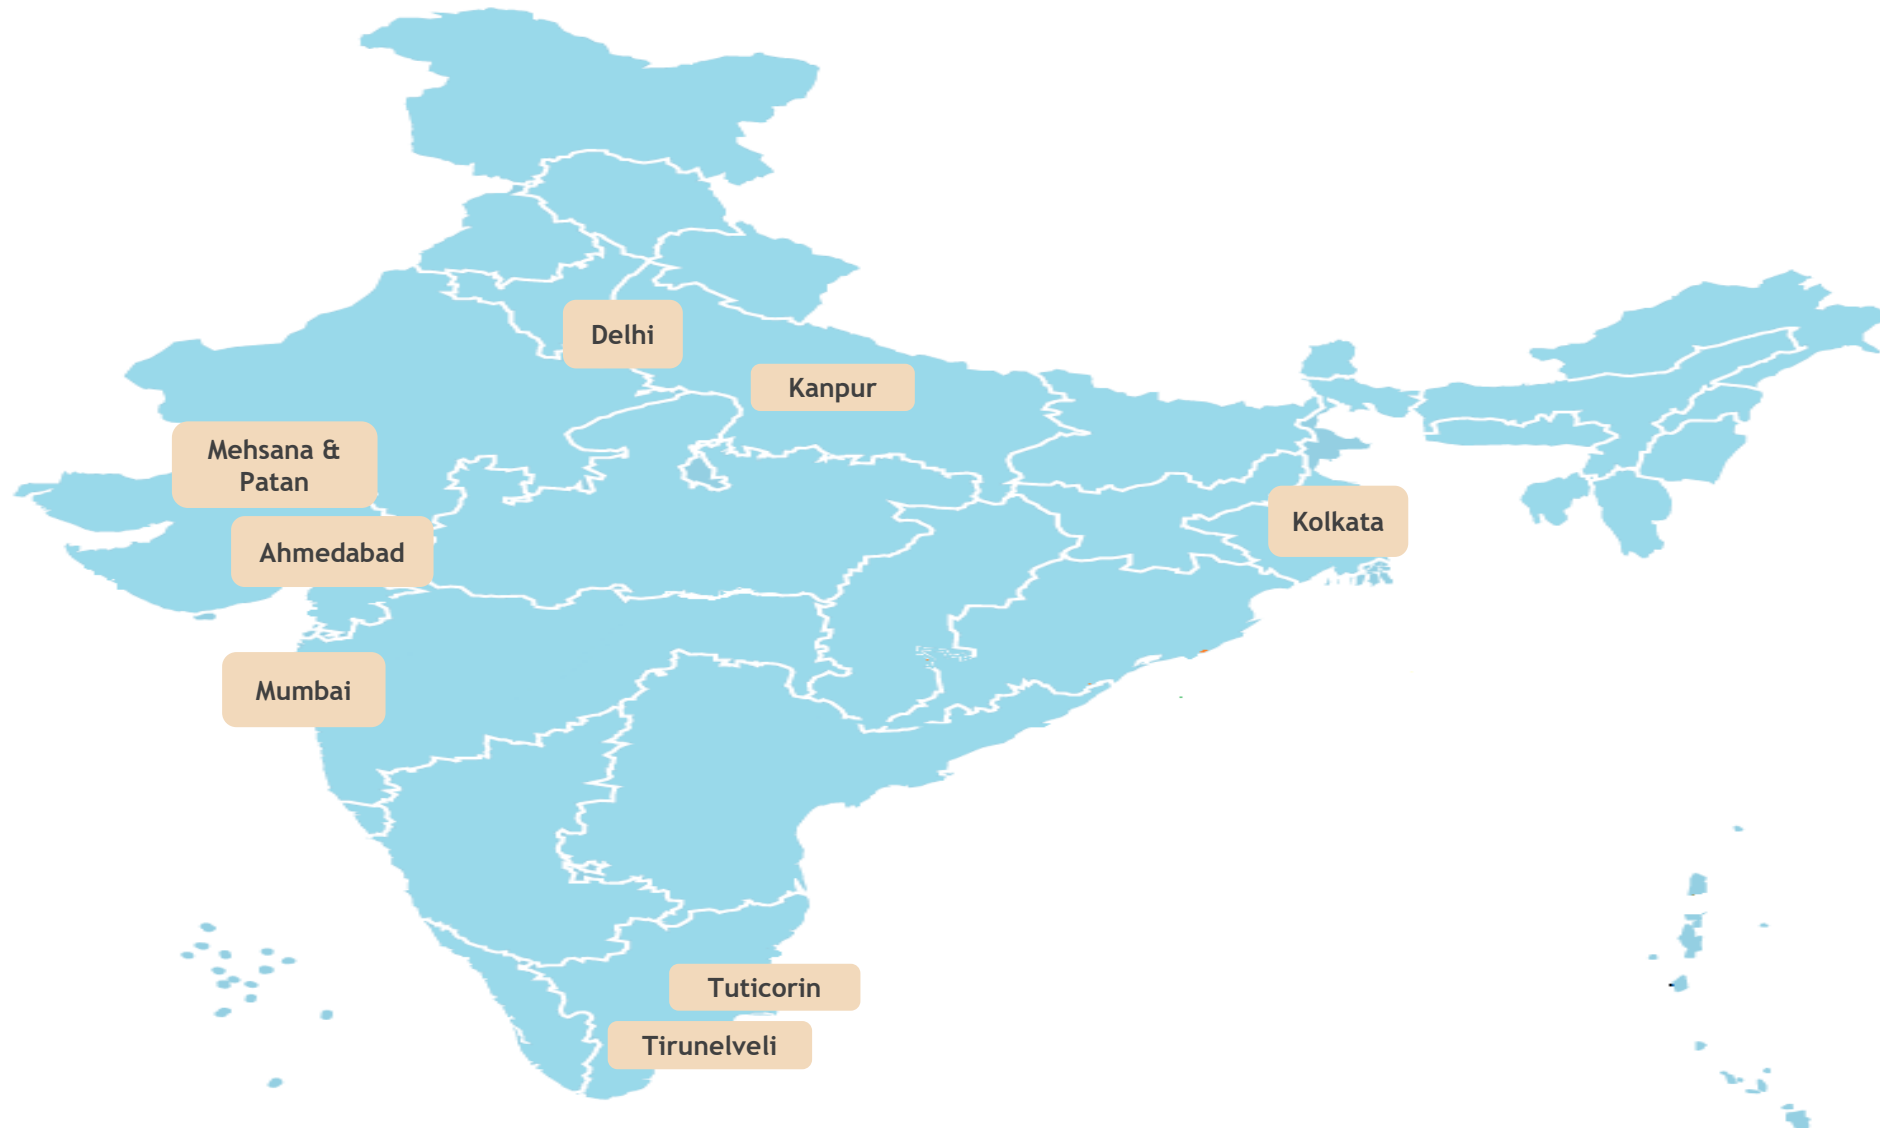 Delhi
Kanpur
Mehsana &
Patan
Kolkata
Ahmedabad
Mumbai
Tuticorin
Tirunelveli